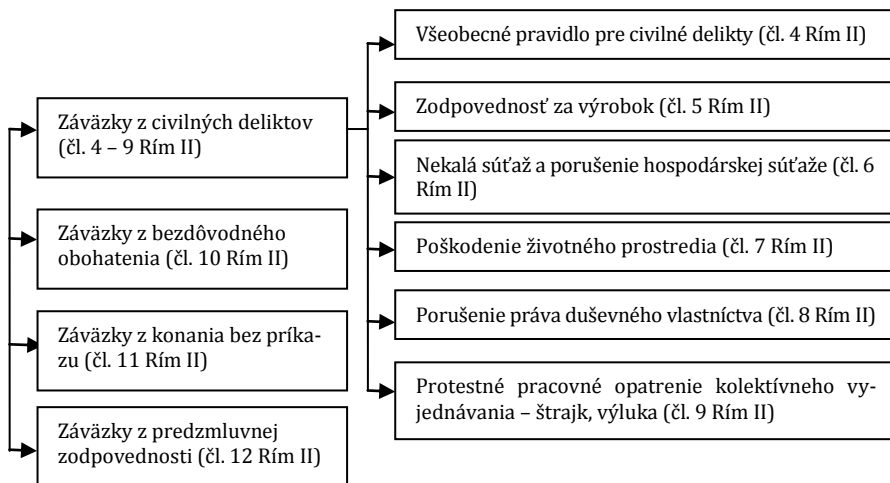 Záväzky z civilných deliktov
(čl. 4 – 9 Rím II)
Záväzky z bezdôvodného
obohatenia (čl. 10 Rím II)
Záväzky z konania bez príka-
zu (čl. 11 Rím II)
Záväzky z predzmluvnej
zodpovednosti (čl. 12 Rím II)
Všeobecné pravidlo pre civilné delikty (čl. 4 Rím II)
Zodpovednosť za výrobok (čl. 5 Rím II)
Nekalá súťaž a porušenie hospodárskej súťaže (čl. 6
Rím II)
Poškodenie životného prostredia (čl. 7 Rím II)
Porušenie práva duševného vlastníctva (čl. 8 Rím II)
Protestné pracovné opatrenie kolektívneho vy-
jednávania – štrajk, výluka (čl. 9 Rím II)